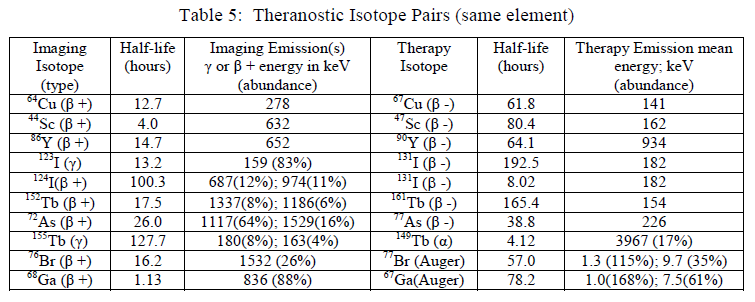 Table 5: Theranostic Isotope Pairs (same element)
Imaging Isotope (type) | Half-life (hours) | Imaging Emission(s) γ or β + energy in keV (abundance) | Therapy Isotope | Half-life (hours) | Therapy Emission mean energy; keV (abundance)
⁶⁴Cu (β +) | 12.7 | 278 | ⁶⁷Cu (β -) | 61.8 | 141
⁴⁴Sc (β +) | 4.0 | 632 | ⁴⁷Sc (β -) | 80.4 | 162
⁸⁶Y (β +) | 14.7 | 652 | ⁹⁰Y (β -) | 64.1 | 934
¹²³I (γ) | 13.2 | 159 (83%) | ¹³¹I (β -) | 192.5 | 182
¹²⁴I(β +) | 100.3 | 687(12%); 974(11%) | ¹³¹I (β -) | 8.02 | 182
¹⁵²Tb (β +) | 17.5 | 1337(8%); 1186(6%) | ¹⁶¹Tb (β -) | 165.4 | 154
⁷²As (β +) | 26.0 | 1117(64%); 1529(16%) | ⁷⁷As (β -) | 38.8 | 226
¹⁵⁵Tb (γ) | 127.7 | 180(8%); 163(4%) | ¹⁴⁹Tb (α) | 4.12 | 3967 (17%)
⁷⁶Br (β +) | 16.2 | 1532 (26%) | ⁷⁷Br (Auger) | 57.0 | 1.3 (115%); 9.7 (35%)
⁶⁸Ga (β +) | 1.13 | 836 (88%) | ⁶⁷Ga(Auger) | 78.2 | 1.0(168%); 7.5(61%)